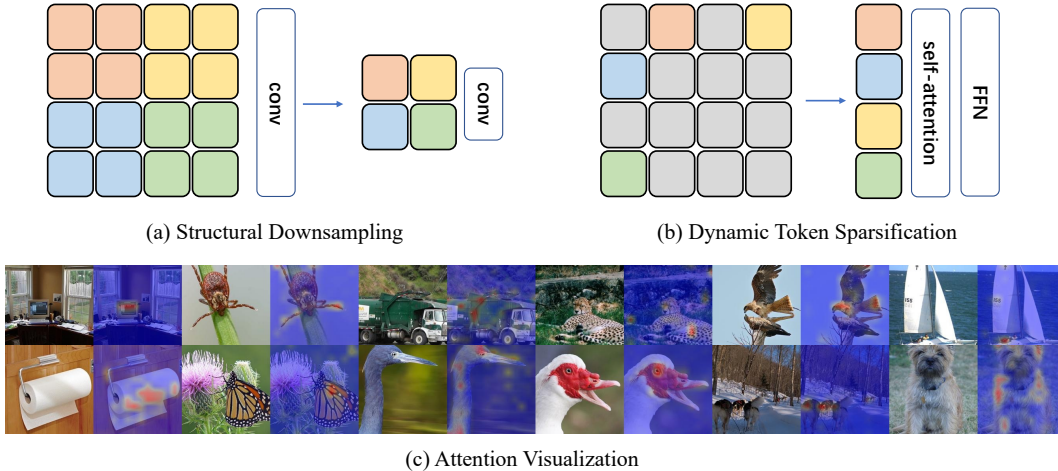 conv
conv
(a) Structural Downsampling
self-attention
FFN
(b) Dynamic Token Sparsification
(c) Attention Visualization